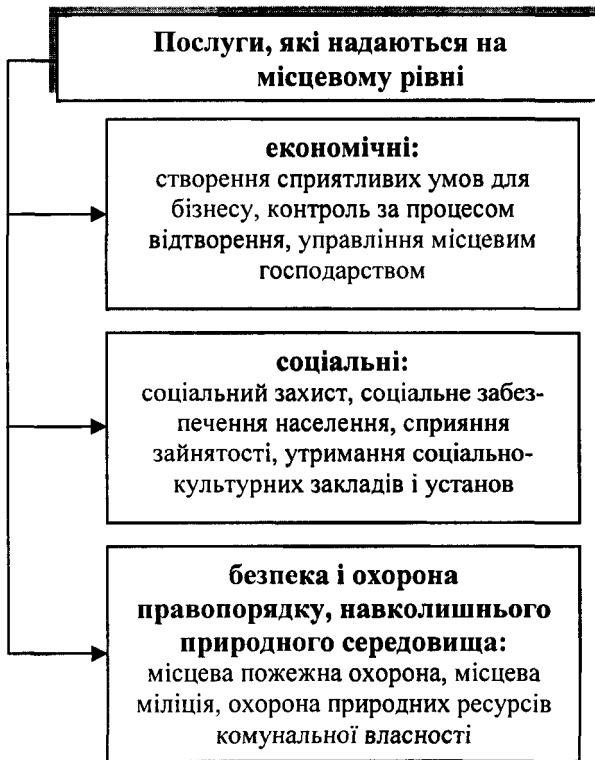 Послуги, які надаються на
місцевому рівні
економічні:
створення сприятливих умов для
бізнесу, контроль за процесом
відтворення, управління місцевим
господарством
соціальні:
соціальний захист, соціальне забез-
печення населення, сприяння
зайнятості, утримання соціально-
культурних закладів і установ
безпека і охорона
правопорядку, навколишнього
природного середовища:
місцева пожежна охорона, місцева
міліція, охорона природних ресурсів
комунальної власності